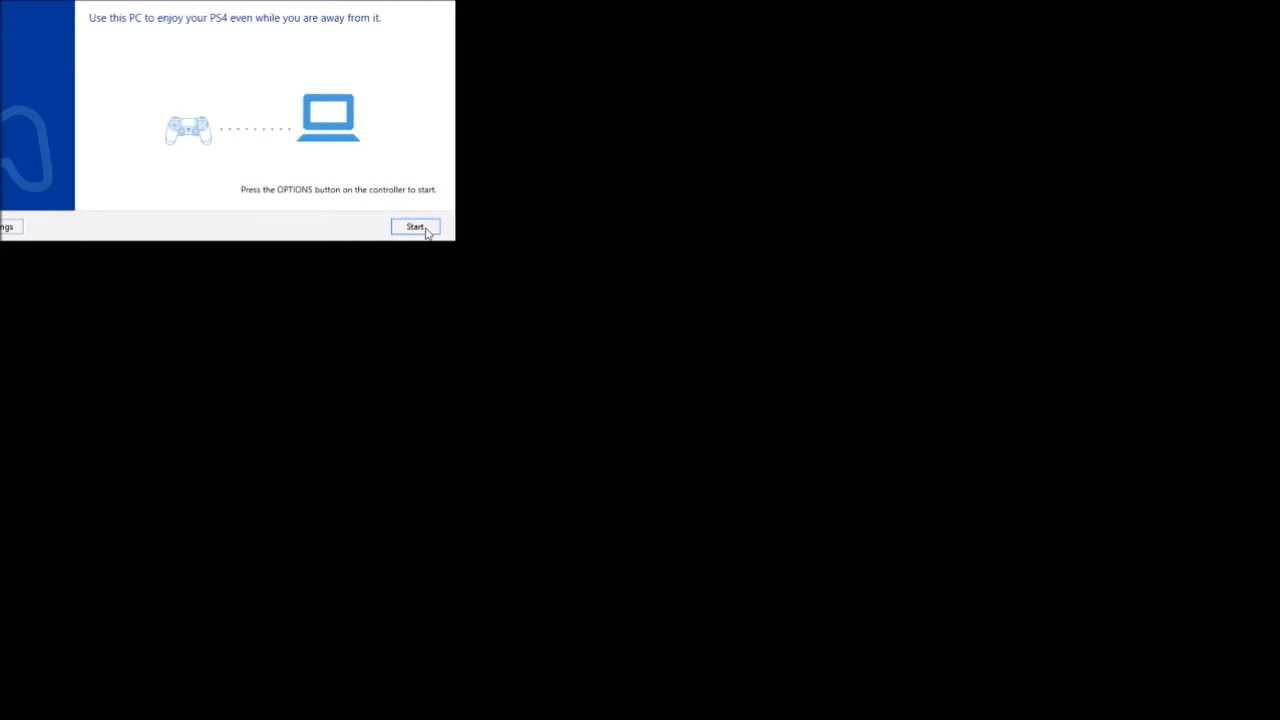 Use this PC to enjoy your PS4 even while you are away from it.
Press the OPTIONS button on the controller to start.
ngs
Start